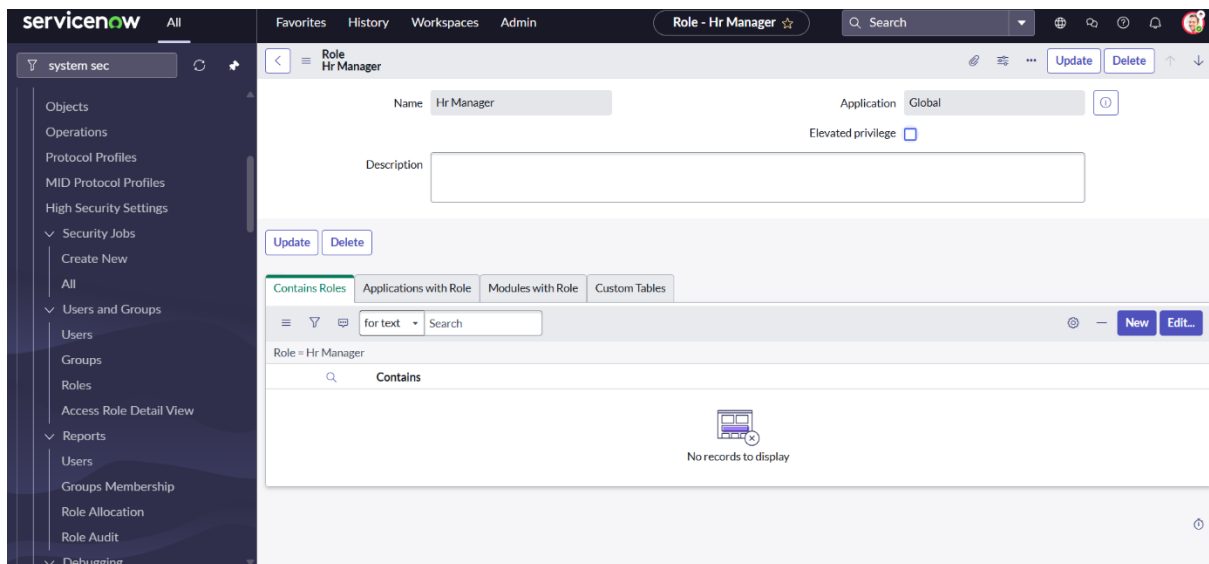 servicenow All Favorites History Workspaces Admin Role - Hr Manager Search
system sec
Objects
Operations
Protocol Profiles
MID Protocol Profiles
High Security Settings
Security Jobs
Create New
All
Users and Groups
Users
Groups
Roles
Access Role Detail View
Reports
Users
Groups Membership
Role Allocation
Role Audit
Debugging
Role
Hr Manager
Update Delete
Name Hr Manager Application Global
Elevated privilege
Description
Update Delete
Contains Roles Applications with Role Modules with Role Custom Tables
for text Search New Edit...
Role = Hr Manager
Contains
No records to display